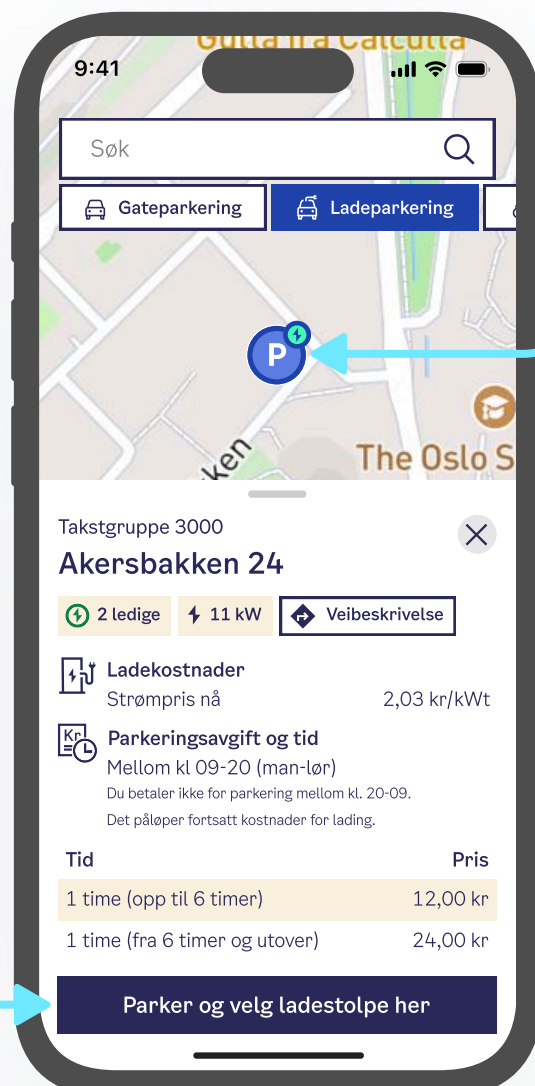 Gutta fra Calcutta
9:41
Søk
Gateparkering
Ladeparkering
P
The Oslo S
Takstgruppe 3000
Akersbakken 24
2 ledige
11 kW
Veibeskrivelse
Ladekostnader
Strømpris nå 2,03 kr/kWt
Kr
Parkeringsavgift og tid
Mellom kl 09-20 (man-lør)
Du betaler ikke for parkering mellom kl. 20-09.
Det påløper fortsatt kostnader for lading.
Tid Pris
1 time (opp til 6 timer) 12,00 kr
1 time (fra 6 timer og utover) 24,00 kr
Parker og velg ladestolpe her